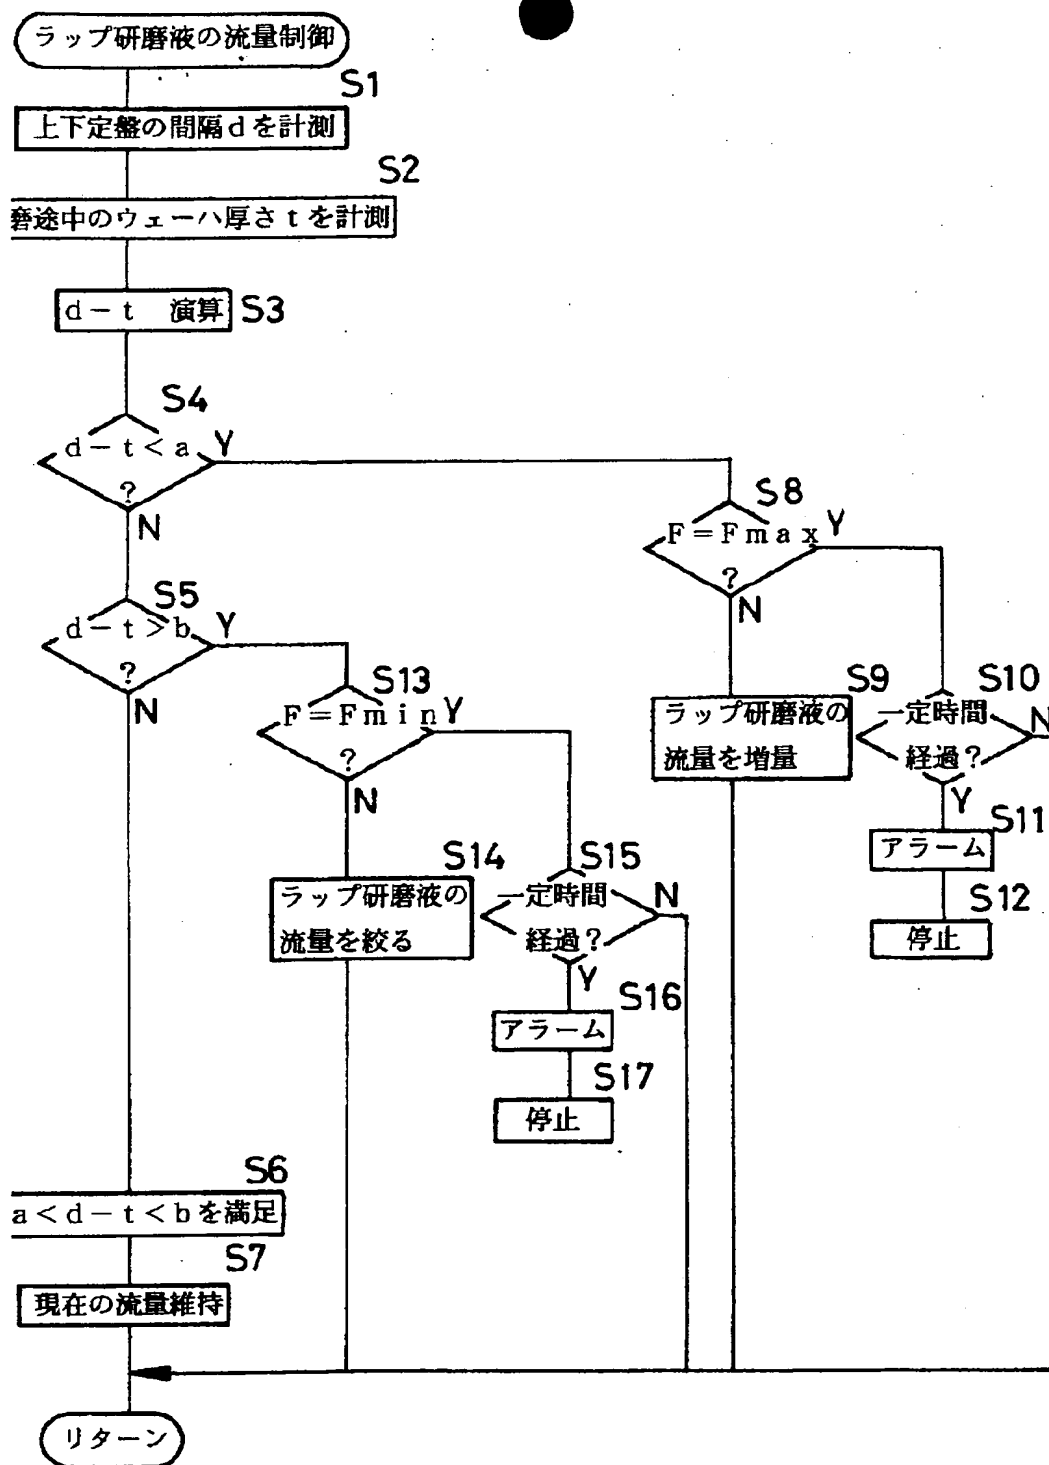 ラップ研磨液の流量制御
S1
上下定盤の間隔dを計測
S2
磨途中のウェーハ厚さtを計測
d−t 演算
S3
S4
d−t<a
?
Y
N
S5
d−t>b
?
Y
N
S6
a<d−t<bを満足
S7
現在の流量維持
リターン
S8
F=Fmax
?
Y
N
S9
ラップ研磨液の
流量を増量
S10
一定時間
経過?
N
Y
S11
アラーム
S12
停止
S13
F=Fmin
?
Y
N
S14
ラップ研磨液の
流量を絞る
S15
一定時間
経過?
N
Y
S16
アラーム
S17
停止